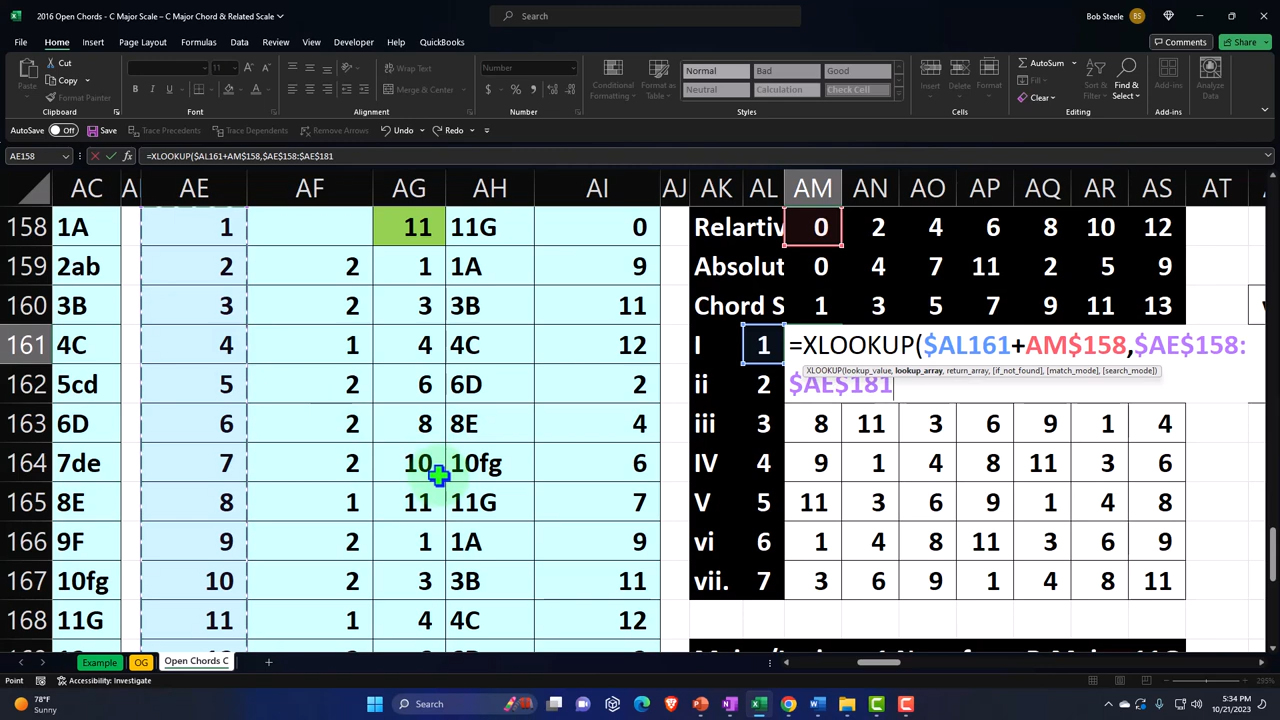 2016 Open Chords - C Major Scale – C Major Chord & Related Scale
Search
Bob Steele
BS
File Home Insert Page Layout Formulas Data Review View Developer Help QuickBooks
Comments
Share
Cut
Copy
Paste
Format Painter
Clipboard
11
Font
Wrap Text
Merge & Center
Alignment
Number
Number
Conditional Formatting
Format as Table
Normal Bad Good
Neutral Calculation Check Cell
Styles
Insert Delete Format
Cells
AutoSum
Fill
Clear
Sort & Filter
Find & Select
Editing
Add-ins
Add-ins
Analyze Data
AutoSave Off Save Trace Precedents Trace Dependents Remove Arrows Undo Redo
AE158 =XLOOKUP($AL161+AM$158,$AE$158:$AE$181
AC AE AF AG AH AI AJ AK AL AM AN AO AP AQ AR AS AT
158 1A 1 11 11G 0 Relartiv 0 2 4 6 8 10 12
159 2ab 2 2 1 1A 9 Absolut 0 4 7 11 2 5 9
160 3B 3 2 3 3B 11 Chord S 1 3 5 7 9 11 13
161 4C 4 1 4 4C 12 I 1 =XLOOKUP($AL161+AM$158,$AE$158:
XLOOKUP(lookup_value, lookup_array, return_array, [if_not_found], [match_mode], [search_mode])
162 5cd 5 2 6 6D 2 ii 2 $AE$181
163 6D 6 2 8 8E 4 iii 3 8 11 3 6 9 1 4
164 7de 7 2 10 10fg 6 IV 4 9 1 4 8 11 3 6
165 8E 8 1 11 11G 7 V 5 11 3 6 9 1 4 8
166 9F 9 2 1 1A 9 vi 6 1 4 8 11 3 6 9
167 10fg 10 2 3 3B 11 vii. 7 3 6 9 1 4 8 11
168 11G 11 1 4 4C 12
Example OG Open Chords C
Point Accessibility: Investigate
295%
78°F
Sunny
Search
5:34 PM
10/21/2023